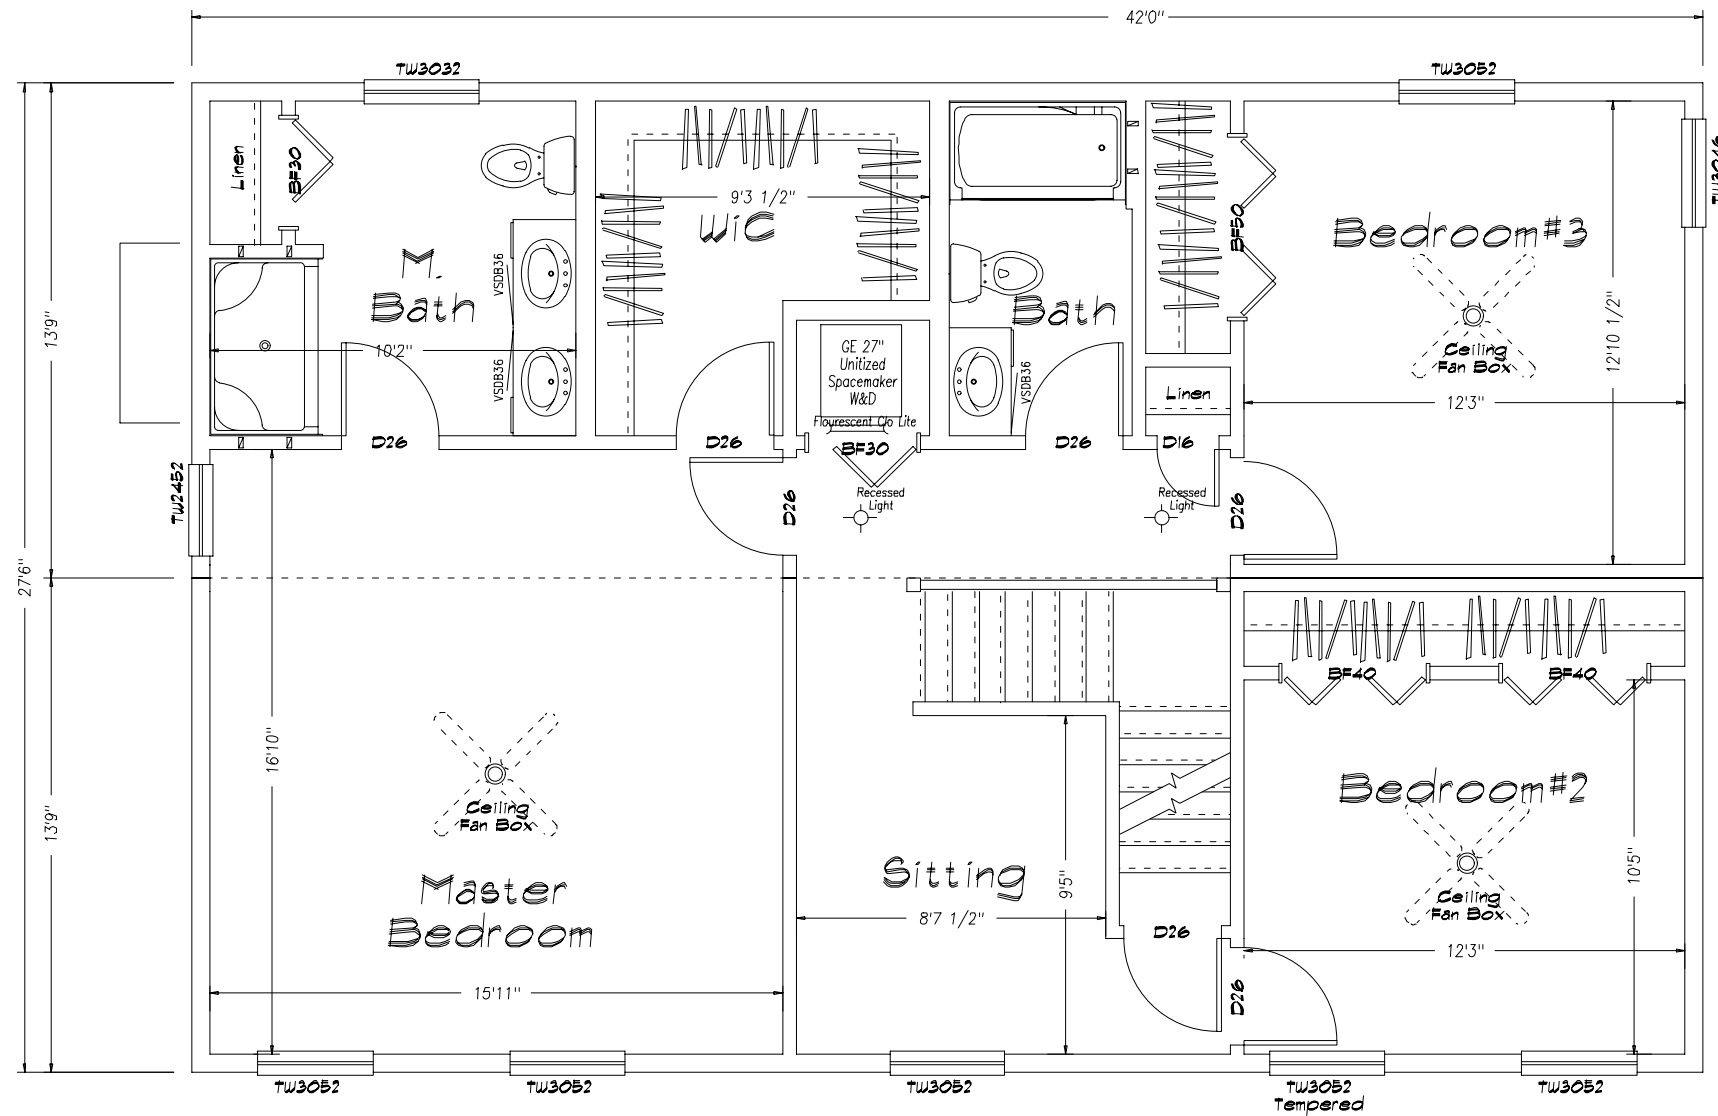 42'0"
TW3032
TW3052
Linen
BF30
9'3 1/2"
WiC
BF50
Bedroom#3
TW3046
M.
Bath
VSDB36
Bath
13'9"
10'2"
VSDB36
GE 27"
Unitized
Spacemaker
W&D
Flourescent Clo Lite
VSDB36
Linen
Ceiling
Fan Box
12'3"
12'10 1/2"
D26
D26
BF30
D26
D16
TW2452
D26
Recessed
Light
Recessed
Light
D26
27'6"
BF40
BF40
16'10"
13'9"
Ceiling
Fan Box
Bedroom#2
Master
Bedroom
Sitting
9'5"
8'7 1/2"
Ceiling
Fan Box
10'5"
D26
12'3"
15'11"
D26
TW3052
TW3052
TW3052
TW3052
Tempered
TW3052